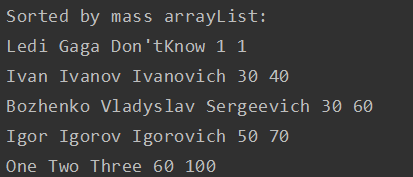 Sorted by mass arrayList:
Ledi Gaga Don'tKnow 1 1
Ivan Ivanov Ivanovich 30 40
Bozhenko Vladyslav Sergeevich 30 60
Igor Igorov Igorovich 50 70
One Two Three 60 100